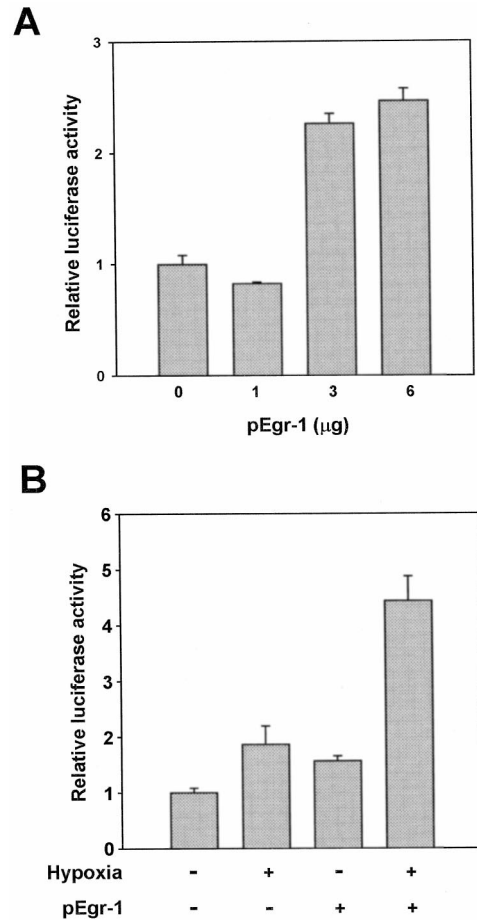 A
Relative luciferase activity
3
2
1
0
0 1 3 6
pEgr-1 (μg)
B
Relative luciferase activity
6
5
4
3
2
1
0
Hypoxia - + - +
pEgr-1 - - + +